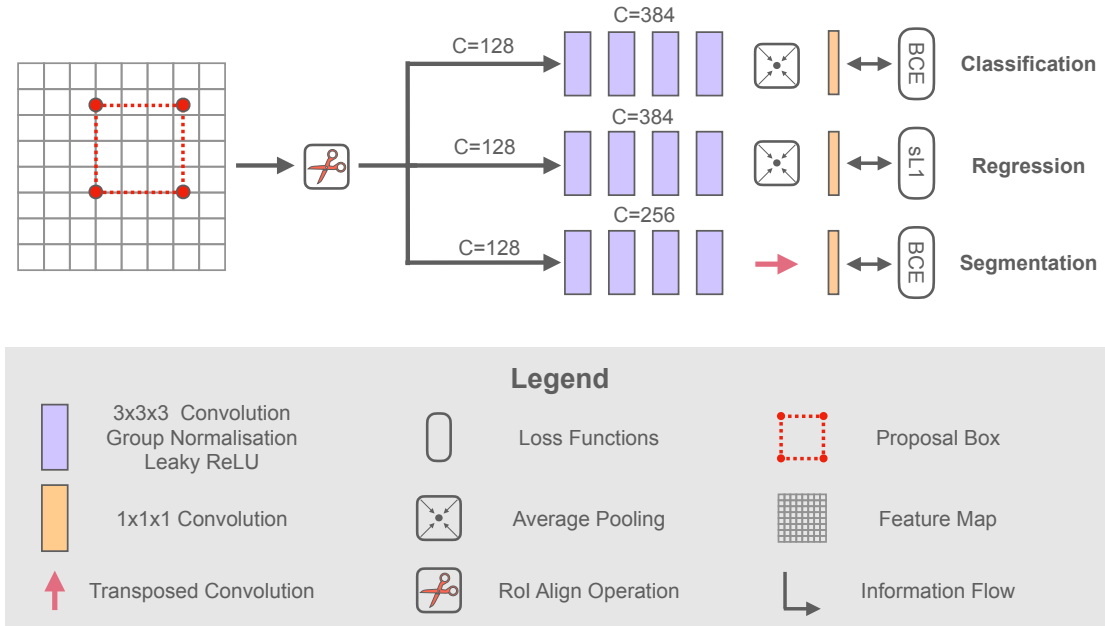 C=384
C=128
BCE
Classification
C=384
C=128
sL1
Regression
C=256
C=128
BCE
Segmentation
Legend
3x3x3 Convolution
Group Normalisation
Leaky ReLU
Loss Functions
Proposal Box
1x1x1 Convolution
Average Pooling
Feature Map
Transposed Convolution
RoI Align Operation
Information Flow